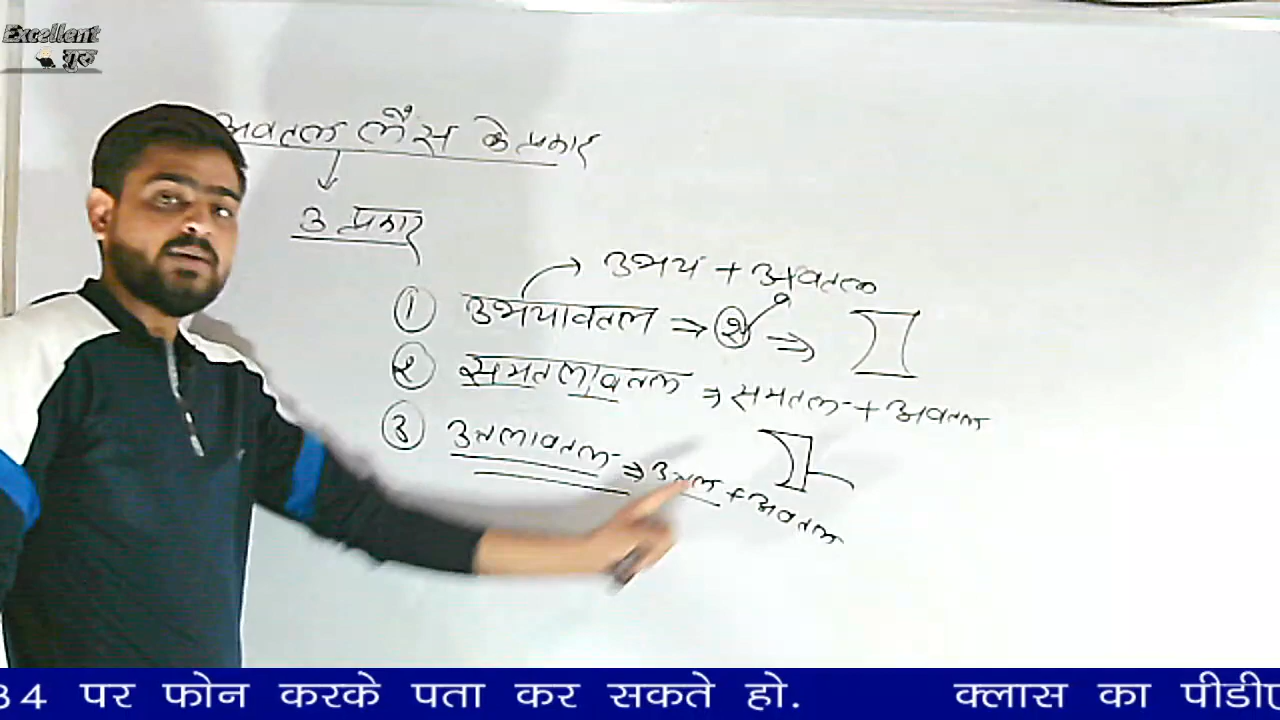 Excellent
गुरु
अवतल लैंस के प्रकार
3 प्रकार
उभय + अवतल
① उभयावतल ⇒ ② ⇒
② समतलावतल ⇒ समतल + अवतल
③ उत्तलावतल ⇒ उत्तल + अवतल
34 पर फोन करके पता कर सकते हो. क्लास का